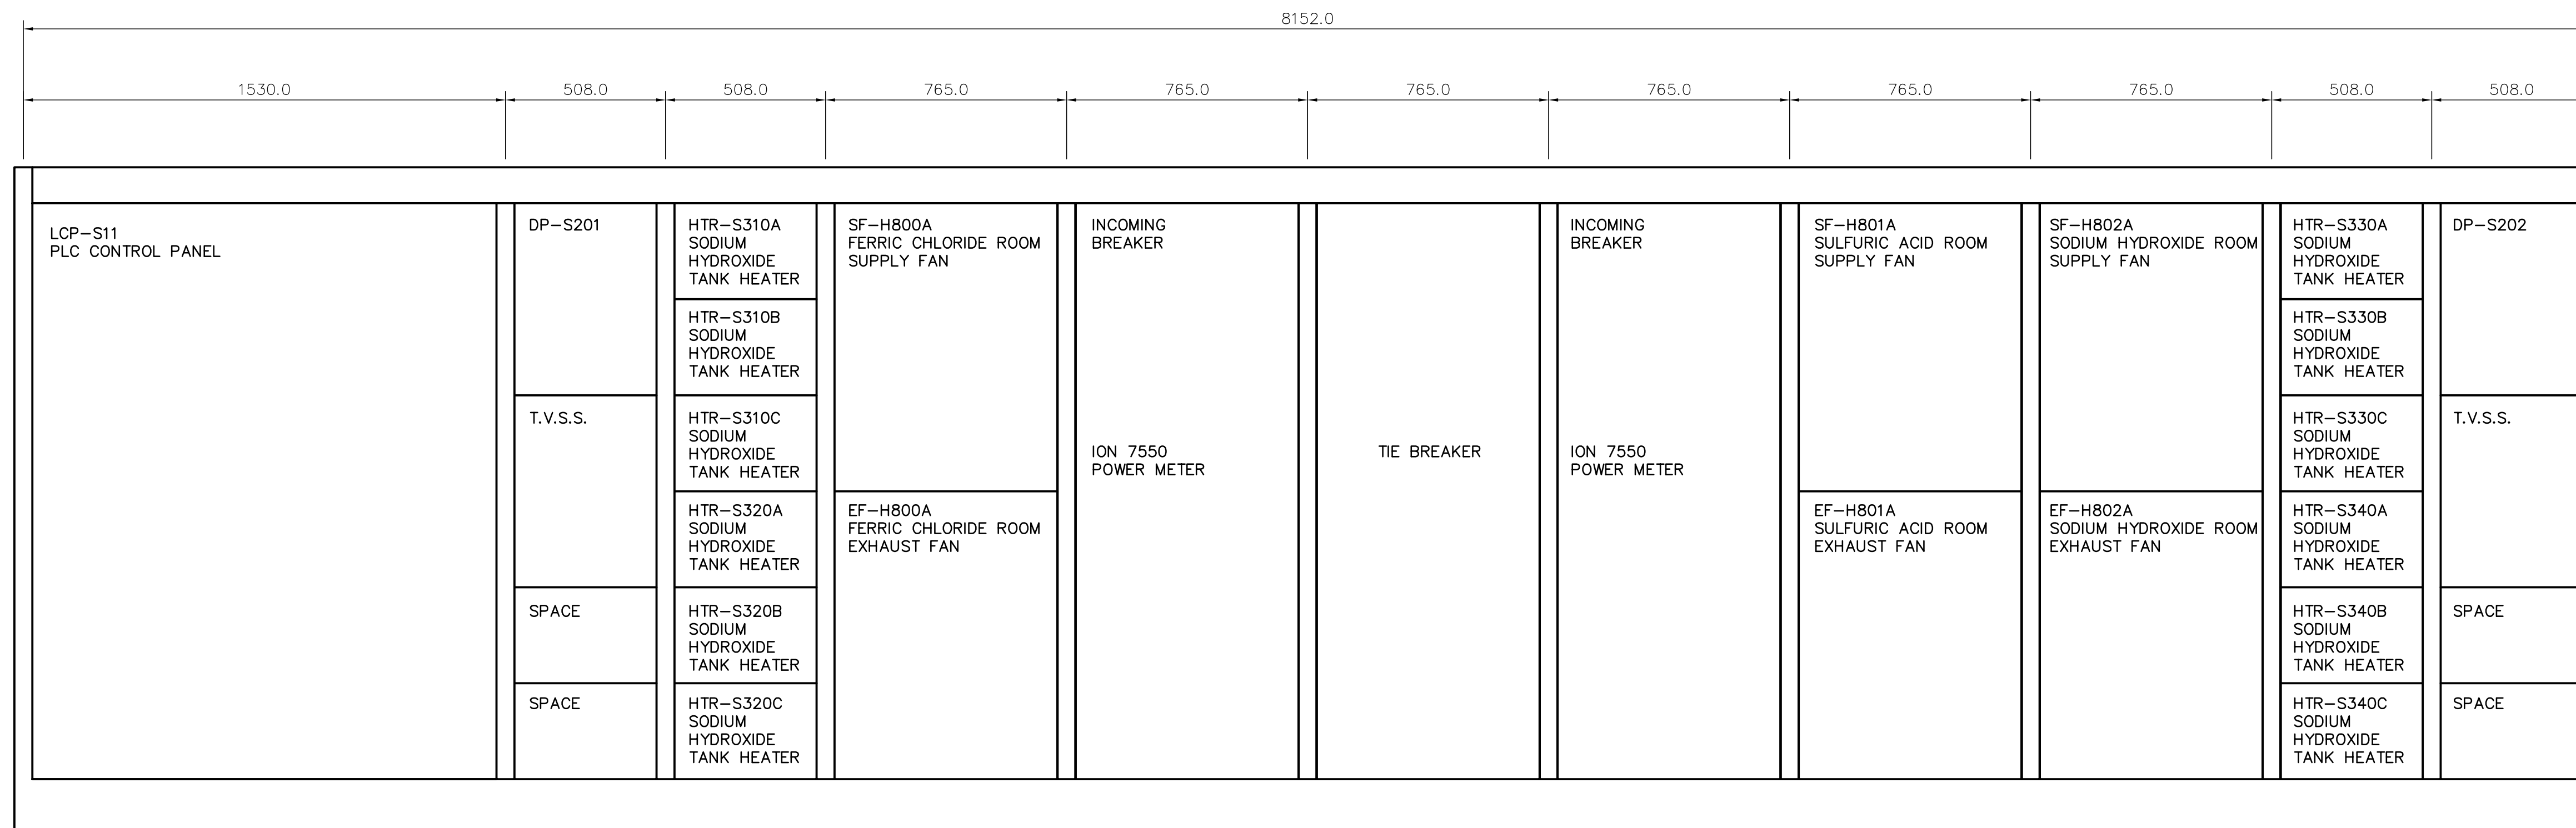 8152.0
1530.0
508.0
508.0
765.0
765.0
765.0
765.0
765.0
765.0
508.0
508.0
LCP-S11
PLC CONTROL PANEL
DP-S201
T.V.S.S.
SPACE
SPACE
HTR-S310A
SODIUM
HYDROXIDE
TANK HEATER
HTR-S310B
SODIUM
HYDROXIDE
TANK HEATER
HTR-S310C
SODIUM
HYDROXIDE
TANK HEATER
HTR-S320A
SODIUM
HYDROXIDE
TANK HEATER
HTR-S320B
SODIUM
HYDROXIDE
TANK HEATER
HTR-S320C
SODIUM
HYDROXIDE
TANK HEATER
SF-H800A
FERRIC CHLORIDE ROOM
SUPPLY FAN
EF-H800A
FERRIC CHLORIDE ROOM
EXHAUST FAN
INCOMING
BREAKER
ION 7550
POWER METER
TIE BREAKER
INCOMING
BREAKER
ION 7550
POWER METER
SF-H801A
SULFURIC ACID ROOM
SUPPLY FAN
EF-H801A
SULFURIC ACID ROOM
EXHAUST FAN
SF-H802A
SODIUM HYDROXIDE ROOM
SUPPLY FAN
EF-H802A
SODIUM HYDROXIDE ROOM
EXHAUST FAN
HTR-S330A
SODIUM
HYDROXIDE
TANK HEATER
HTR-S330B
SODIUM
HYDROXIDE
TANK HEATER
HTR-S330C
SODIUM
HYDROXIDE
TANK HEATER
HTR-S340A
SODIUM
HYDROXIDE
TANK HEATER
HTR-S340B
SODIUM
HYDROXIDE
TANK HEATER
HTR-S340C
SODIUM
HYDROXIDE
TANK HEATER
DP-S202
T.V.S.S.
SPACE
SPACE